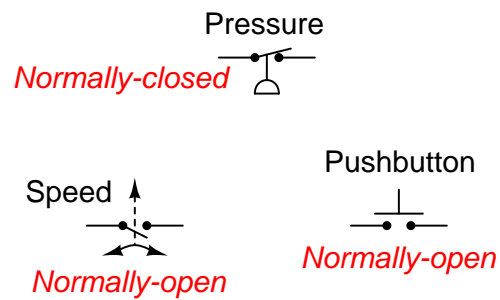 Pressure
Normally-closed
Speed
Normally-open
Pushbutton
Normally-open